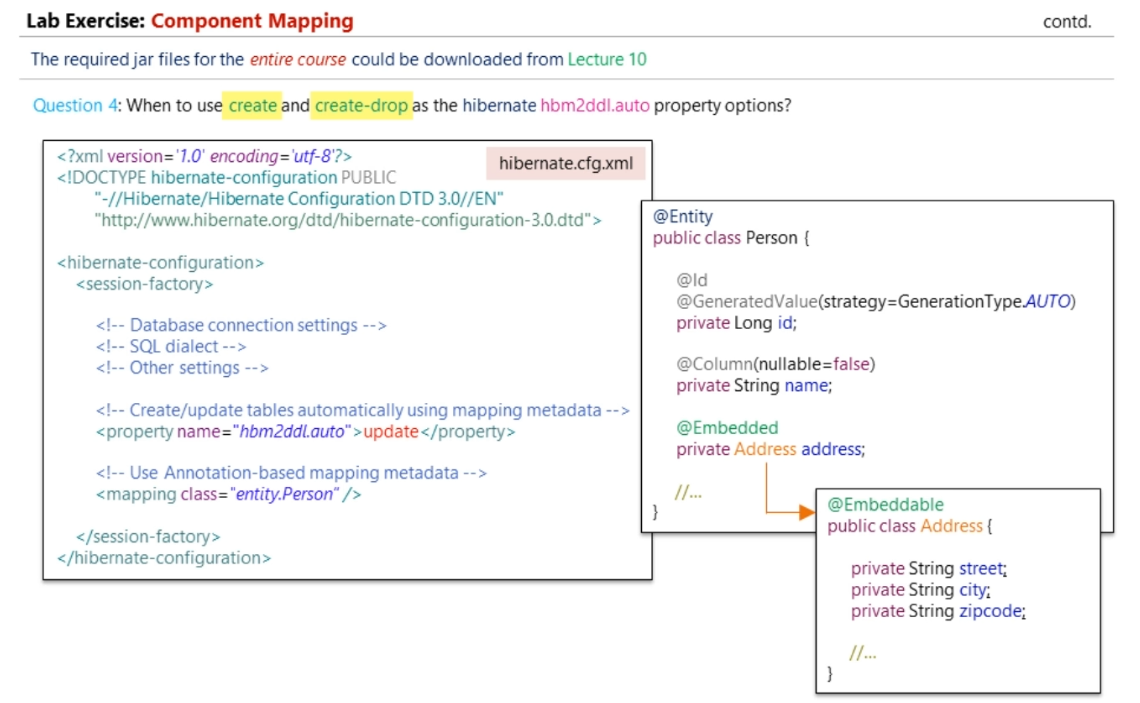 Lab Exercise: Component Mapping
contd.
The required jar files for the entire course could be downloaded from Lecture 10
Question 4: When to use create and create-drop as the hibernate hbm2ddl.auto property options?
hibernate.cfg.xml
<?xml version='1.0' encoding='utf-8'?>
<!DOCTYPE hibernate-configuration PUBLIC
"-//Hibernate/Hibernate Configuration DTD 3.0//EN"
"http://www.hibernate.org/dtd/hibernate-configuration-3.0.dtd">
<hibernate-configuration>
<session-factory>
<!-- Database connection settings -->
<!-- SQL dialect -->
<!-- Other settings -->
<!-- Create/update tables automatically using mapping metadata -->
<property name="hbm2ddl.auto">update</property>
<!-- Use Annotation-based mapping metadata -->
<mapping class="entity.Person" />
</session-factory>
</hibernate-configuration>
@Entity
public class Person {
@Id
@GeneratedValue(strategy=GenerationType.AUTO)
private Long id;
@Column(nullable=false)
private String name;
@Embedded
private Address address;
//...
}
@Embeddable
public class Address {
private String street;
private String city;
private String zipcode;
//...
}